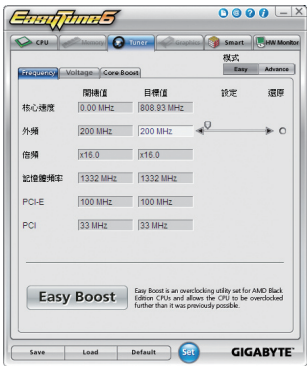 EasyTune6
CPU Memory Tuner Graphics Smart HW Monitor
模式
Easy Advance
Frequency Voltage Core Boost
開機值 目標值 設定 還原
核心速度 0.00 MHz 808.93 MHz
外頻 200 MHz 200 MHz
倍頻 x16.0 x16.0
記憶體頻率 1332 MHz 1332 MHz
PCI-E 100 MHz 100 MHz
PCI 33 MHz 33 MHz
Easy Boost
Easy Boost is an overclocking utility set for AMD Black
Edition CPUs and allows the CPU to be overclocked
further than it was previously possible.
Save Load Default Set GIGABYTE